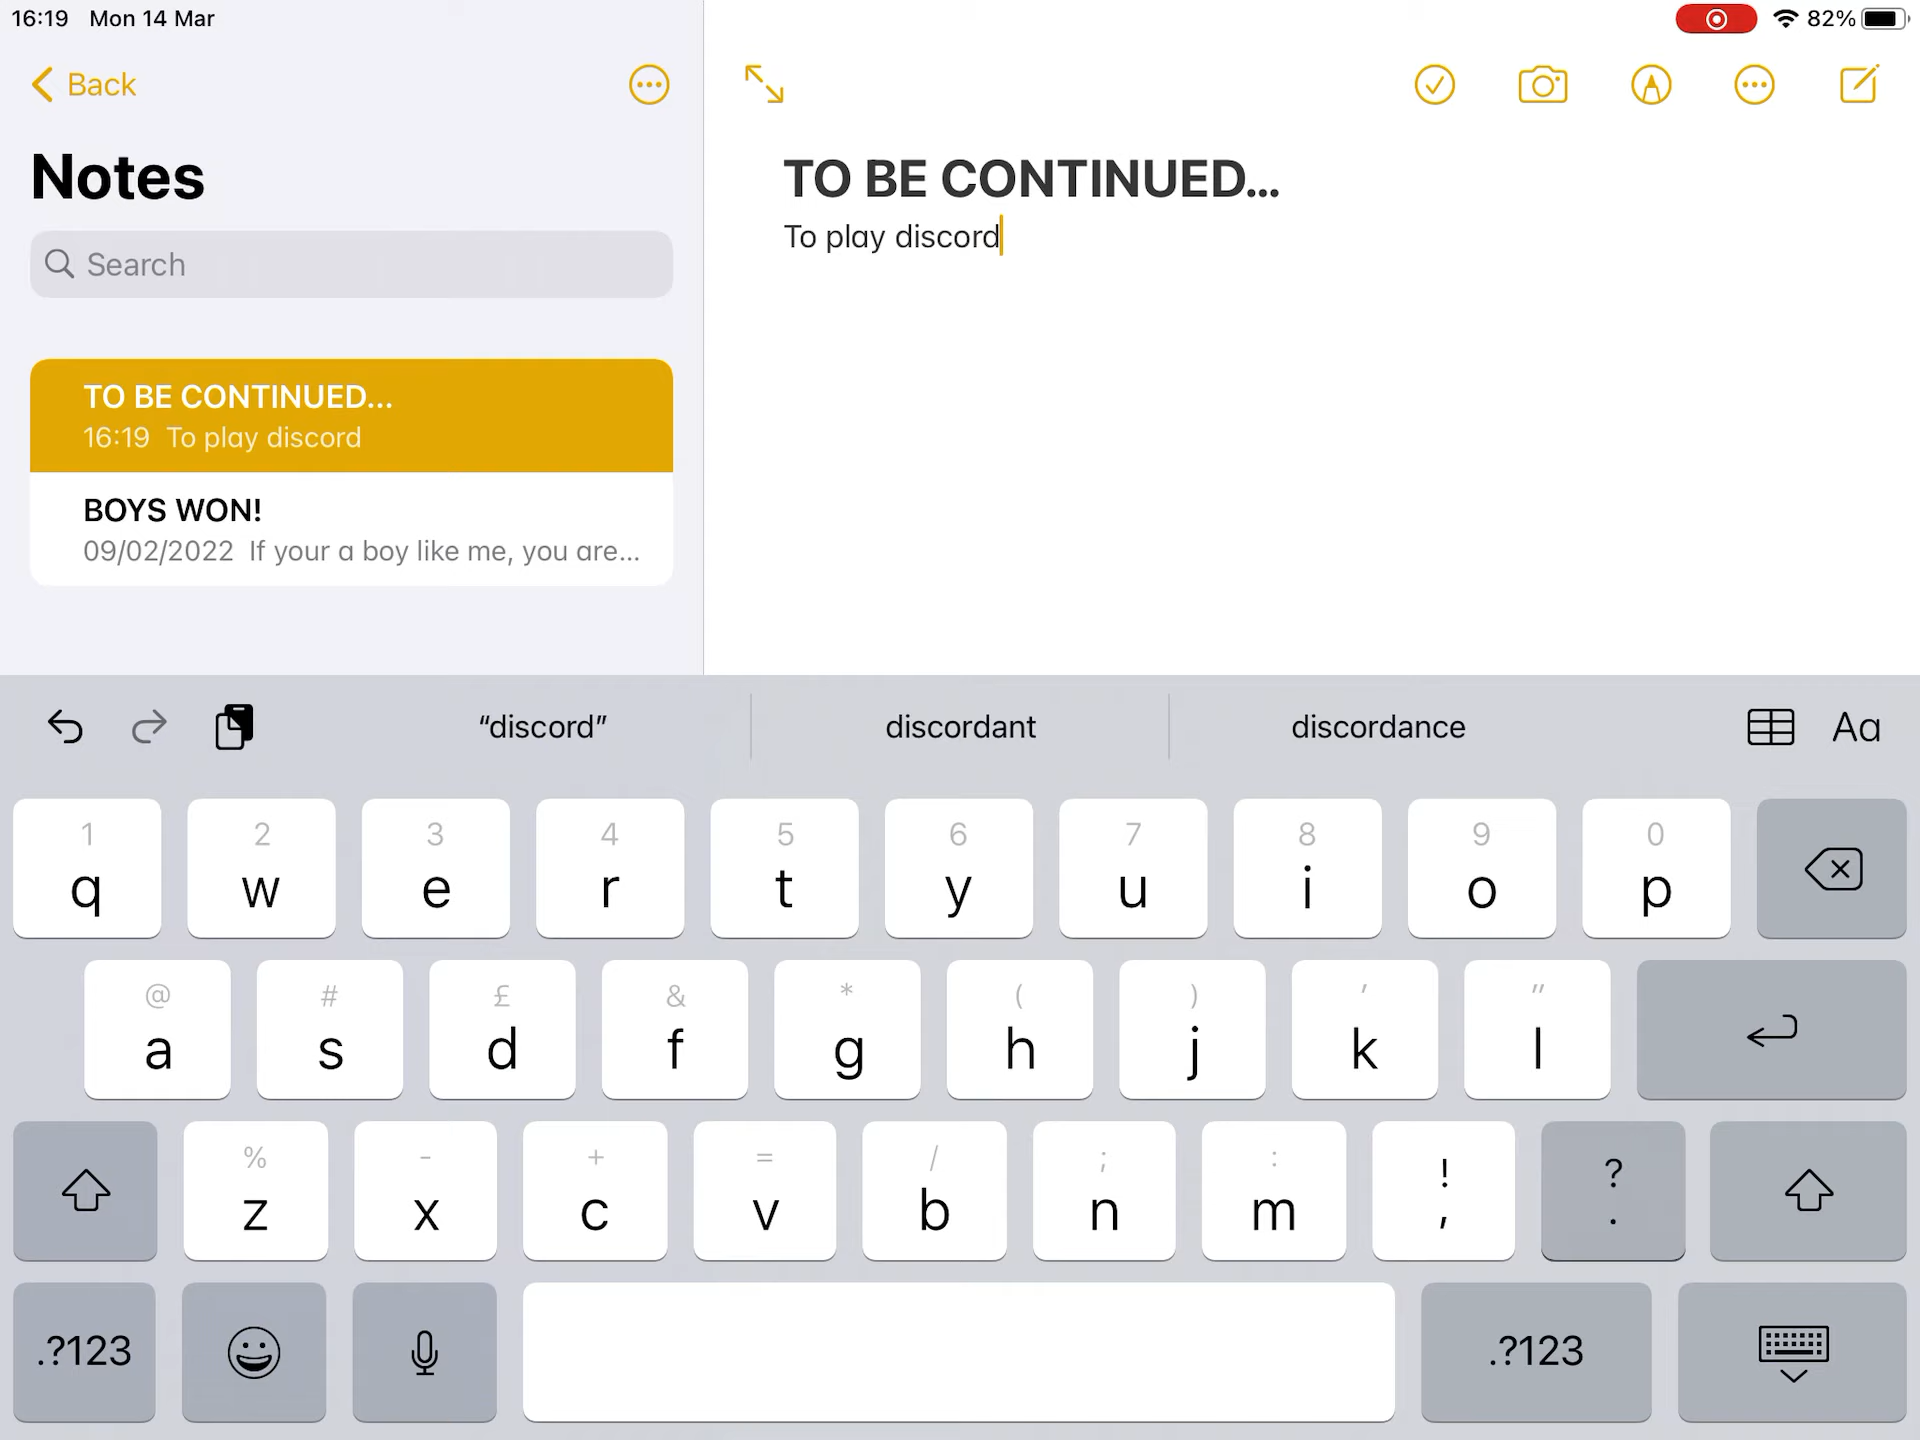 16:19 Mon 14 Mar
82%
Back
Notes
Search
TO BE CONTINUED...
16:19 To play discord
BOYS WON!
09/02/2022 If your a boy like me, you are...
TO BE CONTINUED...
To play discord
“discord” discordant discordance
Aa
1 2 3 4 5 6 7 8 9 0
q w e r t y u i o p
@ # £ & * ( ) ' "
a s d f g h j k l
% - + = / ; : ! ?
z x c v b n m , .
.?123 .?123